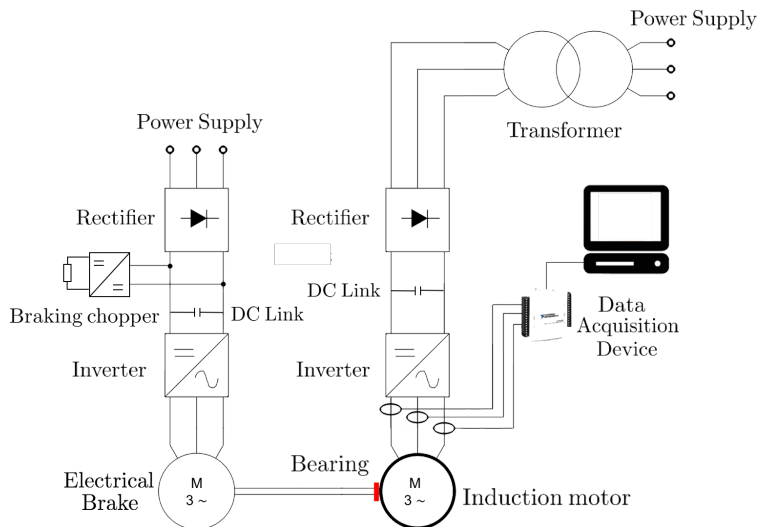 Power Supply
Transformer
Power Supply
Rectifier
Rectifier
Braking chopper
DC Link
DC Link
Data
Acquisition
Device
Inverter
Inverter
Electrical
Brake
M
3 ~
Bearing
M
3 ~
Induction motor